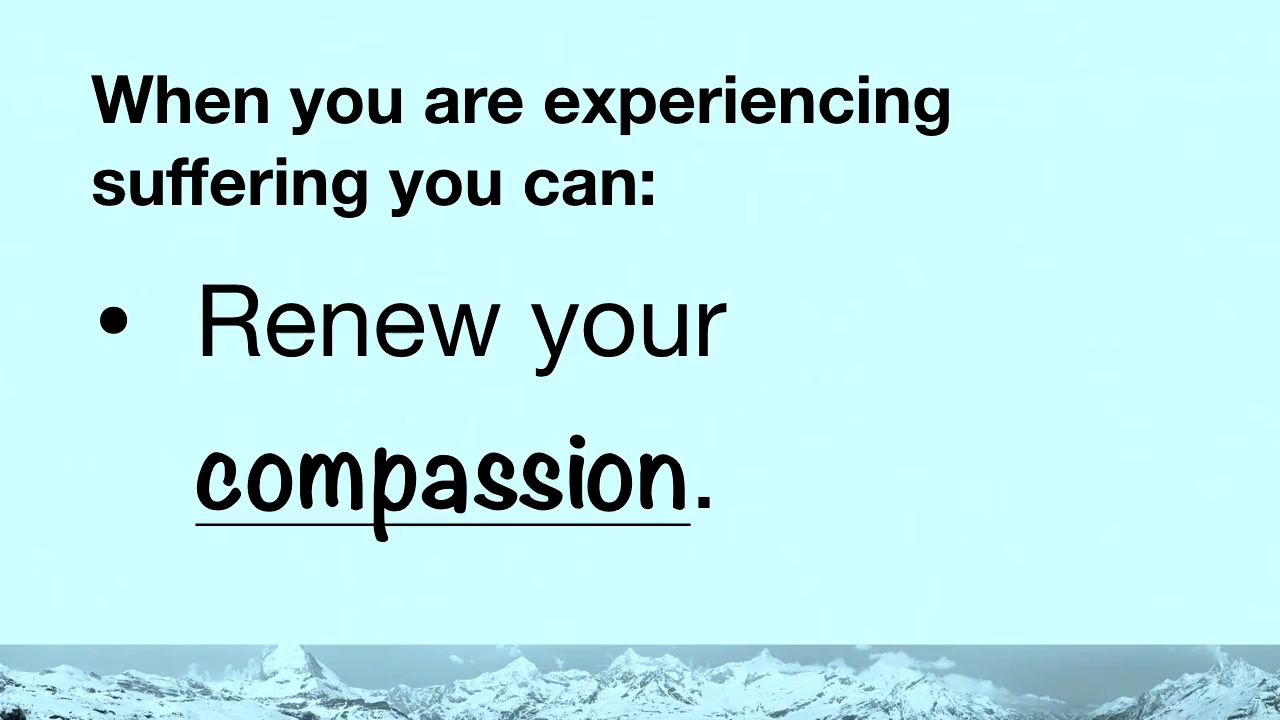 When you are experiencing
suffering you can:
• Renew your
compassion.